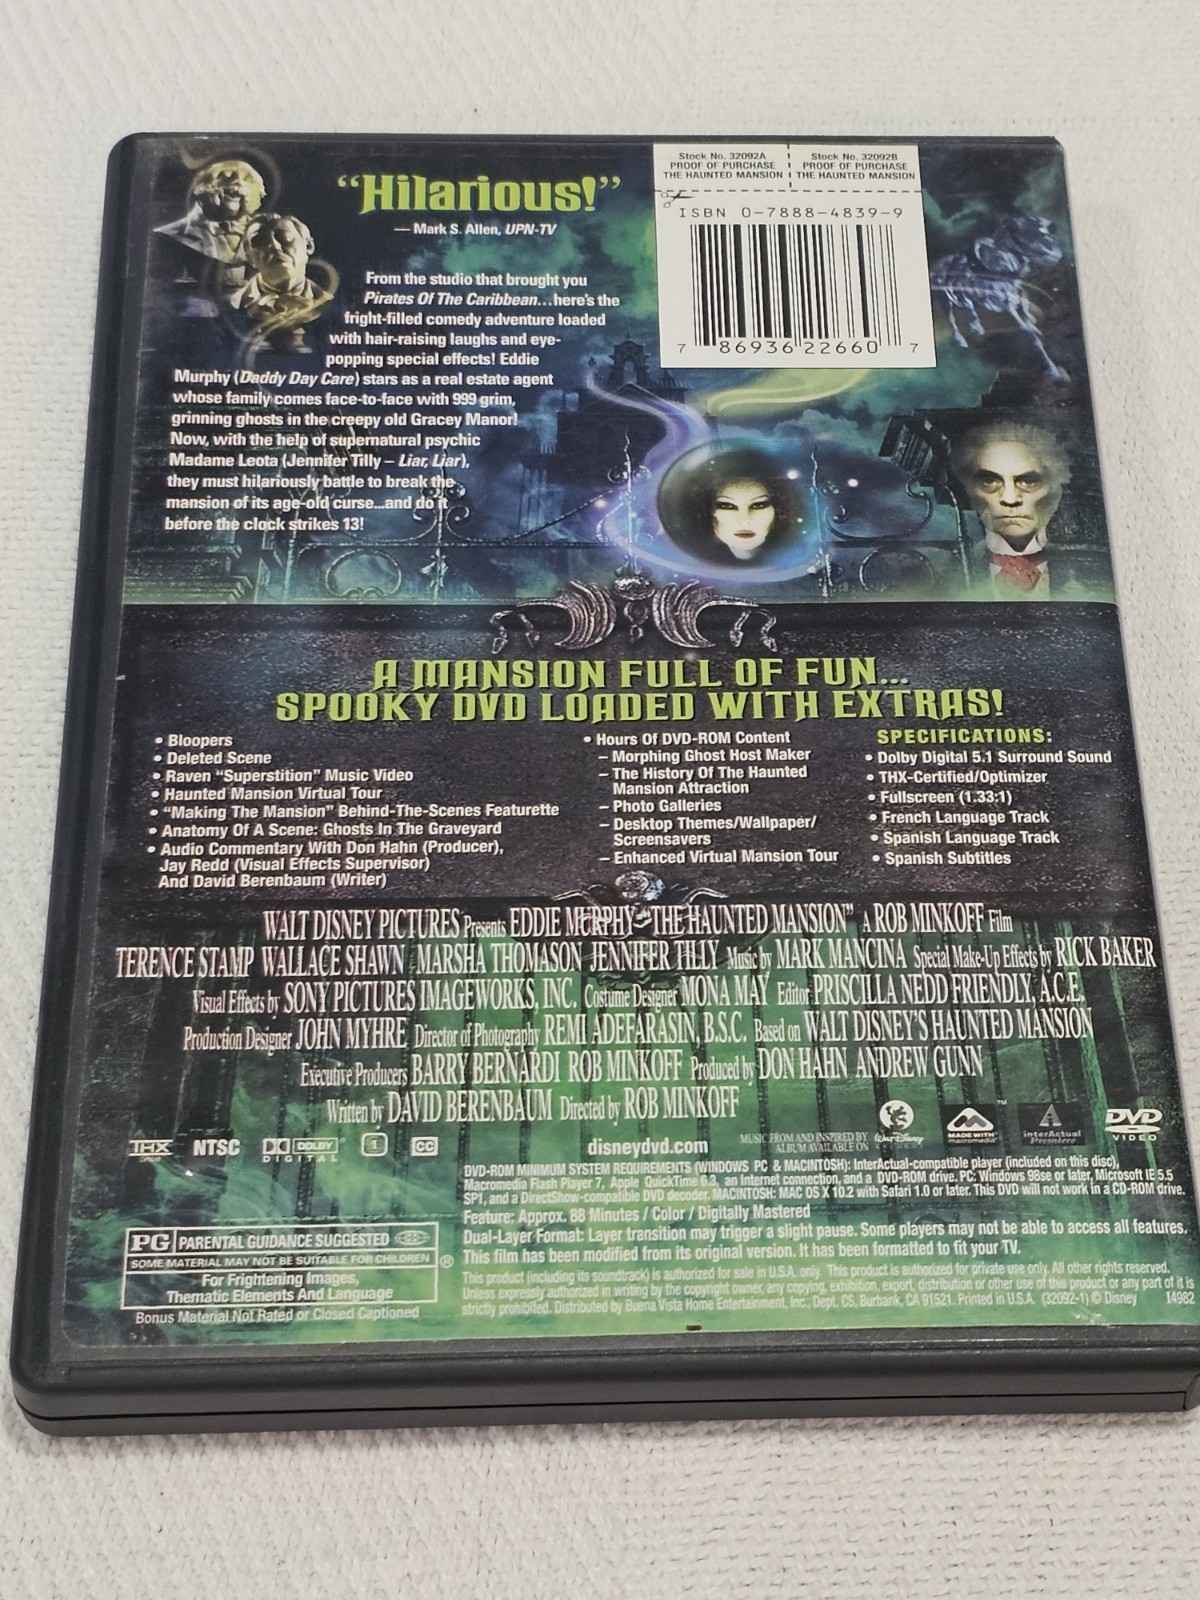 Stock No. 32092A
PROOF OF PURCHASE
THE HAUNTED MANSION
Stock No. 32092B
PROOF OF PURCHASE
THE HAUNTED MANSION
ISBN 0-7888-4839-9
7 86936 22660 7
“Hilarious!”
— Mark S. Allen, UPN-TV
From the studio that brought you
Pirates Of The Caribbean...here's the
fright-filled comedy adventure loaded
with hair-raising laughs and eye-
popping special effects! Eddie
Murphy (Daddy Day Care) stars as a real estate agent
whose family comes face-to-face with 999 grim,
grinning ghosts in the creepy old Gracey Manor!
Now, with the help of supernatural psychic
Madame Leota (Jennifer Tilly – Liar, Liar),
they must hilariously battle to break the
mansion of its age-old curse...and do it
before the clock strikes 13!
A MANSION FULL OF FUN...
SPOOKY DVD LOADED WITH EXTRAS!
• Bloopers
• Deleted Scene
• Raven “Superstition” Music Video
• Haunted Mansion Virtual Tour
• “Making The Mansion” Behind-The-Scenes Featurette
• Anatomy Of A Scene: Ghosts In The Graveyard
• Audio Commentary With Don Hahn (Producer),
Jay Redd (Visual Effects Supervisor)
And David Berenbaum (Writer)
• Hours Of DVD-ROM Content
– Morphing Ghost Host Maker
– The History Of The Haunted
Mansion Attraction
– Photo Galleries
– Desktop Themes/Wallpaper/
Screensavers
– Enhanced Virtual Mansion Tour
SPECIFICATIONS:
• Dolby Digital 5.1 Surround Sound
• THX-Certified/Optimizer
• Fullscreen (1.33:1)
• French Language Track
• Spanish Language Track
• Spanish Subtitles
WALT DISNEY PICTURES Presents EDDIE MURPHY “THE HAUNTED MANSION” A ROB MINKOFF Film
TERENCE STAMP WALLACE SHAWN MARSHA THOMASON JENNIFER TILLY Music by MARK MANCINA Special Make-Up Effects by RICK BAKER
Visual Effects by SONY PICTURES IMAGEWORKS, INC. Costume Designer MONA MAY Editor PRISCILLA NEDD FRIENDLY, A.C.E.
Production Designer JOHN MYHRE Director of Photography REMI ADEFARASIN, B.S.C. Based on WALT DISNEY'S HAUNTED MANSION
Executive Producers BARRY BERNARDI ROB MINKOFF Produced by DON HAHN ANDREW GUNN
Written by DAVID BERENBAUM Directed by ROB MINKOFF
THX NTSC DOLBY DIGITAL 1 CC
disneydvd.com
MUSIC FROM AND INSPIRED BY
ALBUM AVAILABLE ON
Walt Disney
MADE WITH
macromedia
™
InterActual
Premiere
DVD
VIDEO
DVD-ROM MINIMUM SYSTEM REQUIREMENTS (WINDOWS PC & MACINTOSH): InterActual-compatible player (included on this disc),
Macromedia Flash Player 7, Apple QuickTime 6.3, an Internet connection, and a DVD-ROM drive. PC: Windows 98se or later, Microsoft IE 5.5
SP1, and a DirectShow-compatible DVD decoder. MACINTOSH: MAC OS X 10.2 with Safari 1.0 or later. This DVD will not work in a CD-ROM drive.
Feature: Approx. 88 Minutes / Color / Digitally Mastered
Dual-Layer Format: Layer transition may trigger a slight pause. Some players may not be able to access all features.
This film has been modified from its original version. It has been formatted to fit your TV.
This product (including its soundtrack) is authorized for sale in U.S.A. only. This product is authorized for private use only. All other rights reserved.
Unless expressly authorized in writing by the copyright owner, any copying, exhibition, export, distribution or other use of this product or any part of it is
strictly prohibited. Distributed by Buena Vista Home Entertainment, Inc., Dept. CS, Burbank, CA 91521. Printed in U.S.A. (32092-1) © Disney 14982
PG PARENTAL GUIDANCE SUGGESTED
SOME MATERIAL MAY NOT BE SUITABLE FOR CHILDREN ®
For Frightening Images,
Thematic Elements And Language
Bonus Material Not Rated or Closed Captioned